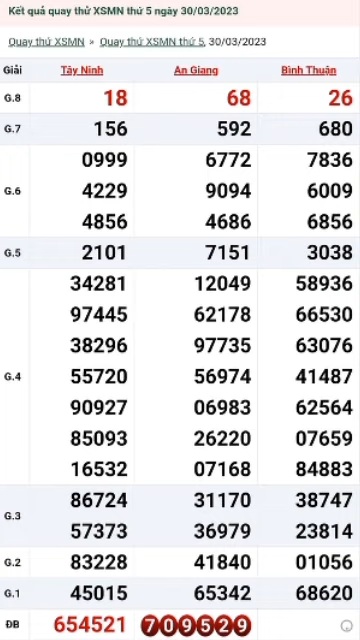 Kết quả quay thử XSMN thứ 5 ngày 30/03/2023
Quay thử XSMN » Quay thử XSMN thứ 5, 30/03/2023
Giải Tây Ninh An Giang Bình Thuận
G.8 18 68 26
G.7 156 592 680
0999 6772 7836
G.6 4229 9094 6009
4856 4686 6856
G.5 2101 7151 3038
34281 12049 58936
97445 62178 66530
38296 97735 63076
G.4 55720 56974 41487
90927 06983 62564
85093 26220 07659
16532 07168 84883
G.3 86724 31170 38747
57373 36979 23814
G.2 83228 41840 01056
G.1 45015 65342 68620
ĐB 654521 709529